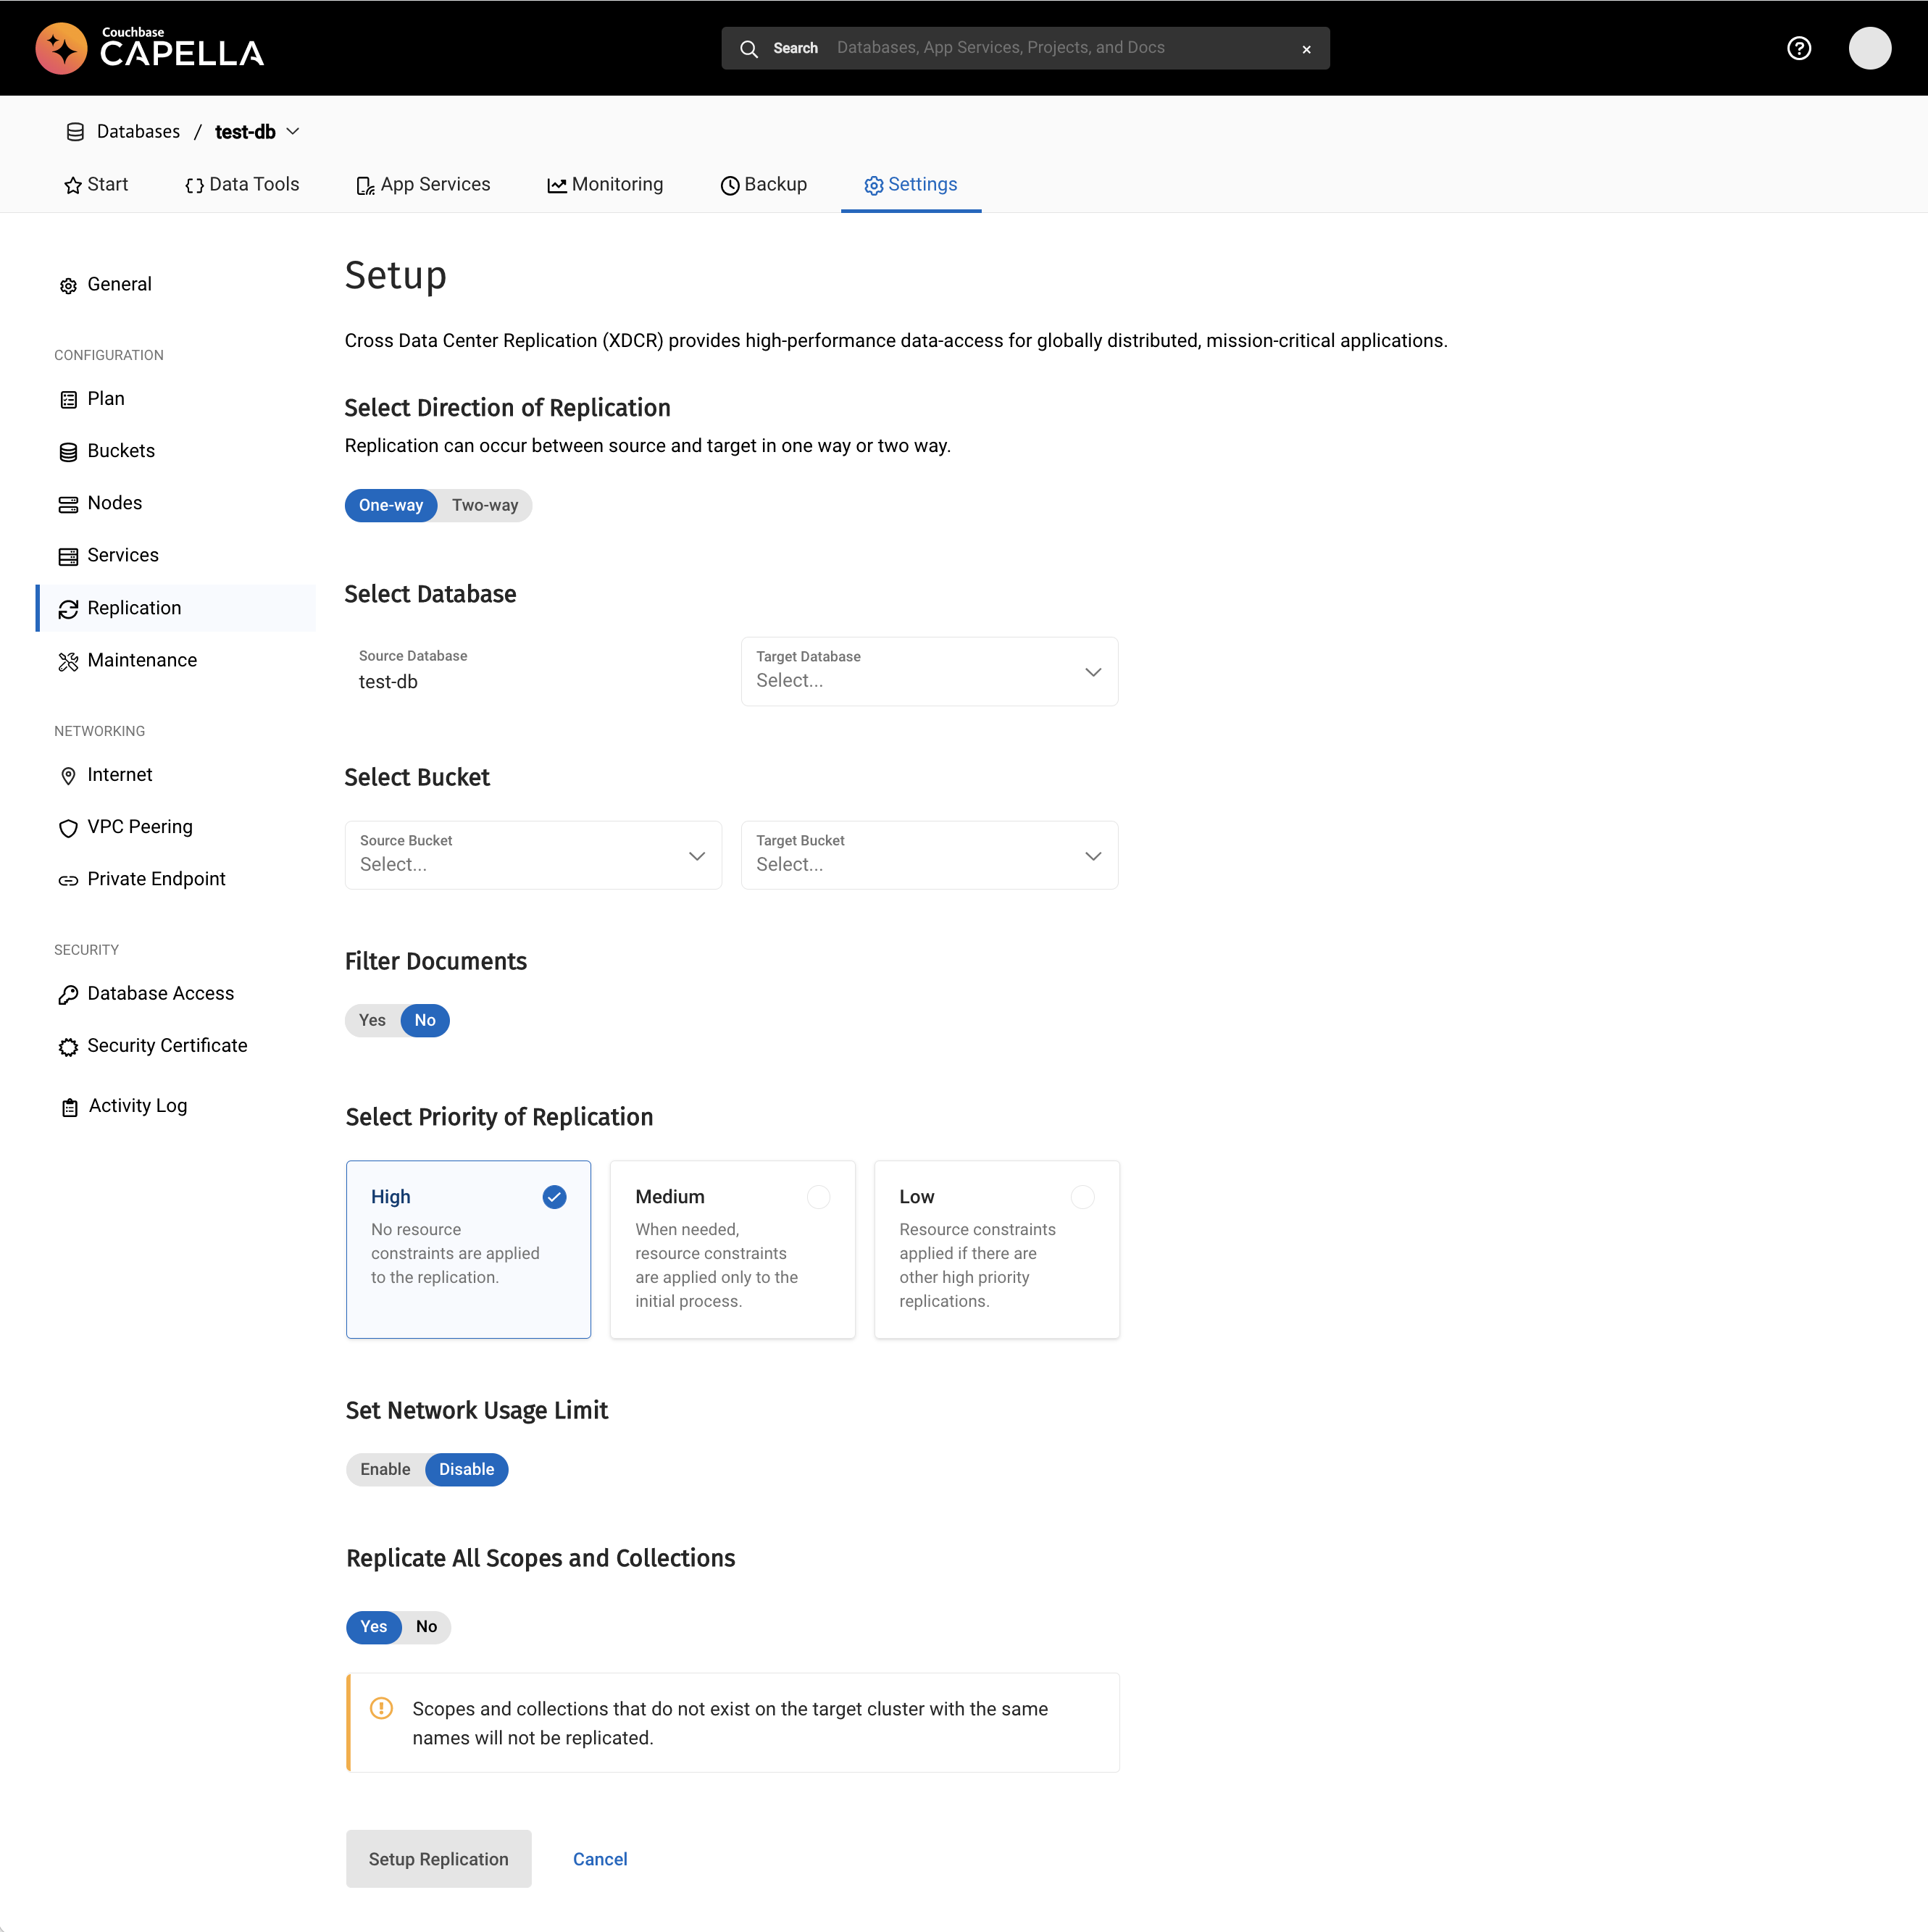 Couchbase
CAPELLA
Search Databases, App Services, Projects, and Docs
Databases / test-db
Start Data Tools App Services Monitoring Backup Settings
General
CONFIGURATION
Plan
Buckets
Nodes
Services
Replication
Maintenance
NETWORKING
Internet
VPC Peering
Private Endpoint
SECURITY
Database Access
Security Certificate
Activity Log
Setup
Cross Data Center Replication (XDCR) provides high-performance data-access for globally distributed, mission-critical applications.
Select Direction of Replication
Replication can occur between source and target in one way or two way.
One-way Two-way
Select Database
Source Database
test-db
Target Database
Select...
Select Bucket
Source Bucket
Select...
Target Bucket
Select...
Filter Documents
Yes No
Select Priority of Replication
High
No resource
constraints are applied
to the replication.
Medium
When needed,
resource constraints
are applied only to the
initial process.
Low
Resource constraints
applied if there are
other high priority
replications.
Set Network Usage Limit
Enable Disable
Replicate All Scopes and Collections
Yes No
Scopes and collections that do not exist on the target cluster with the same
names will not be replicated.
Setup Replication Cancel